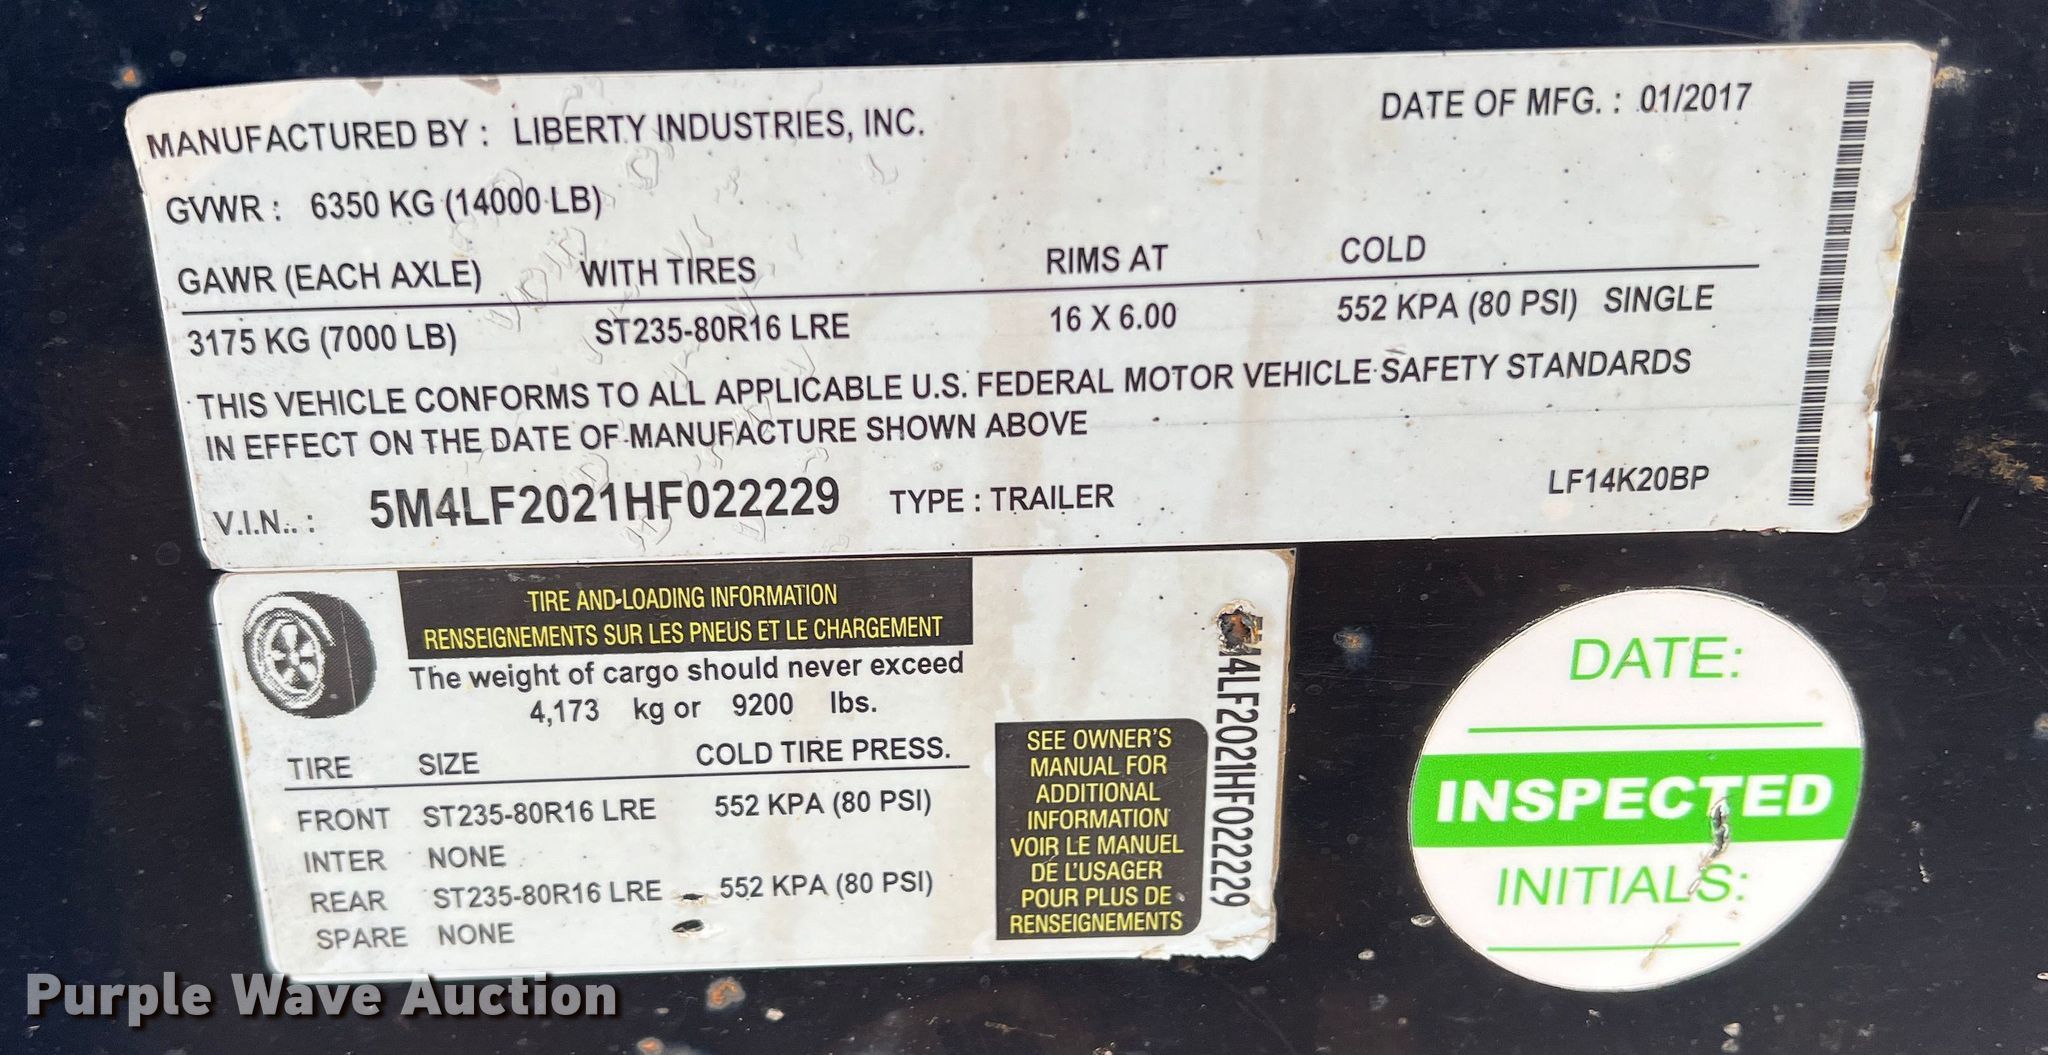 MANUFACTURED BY : LIBERTY INDUSTRIES, INC. DATE OF MFG. : 01/2017
GVWR : 6350 KG (14000 LB)
GAWR (EACH AXLE) WITH TIRES RIMS AT COLD
3175 KG (7000 LB) ST235-80R16 LRE 16 X 6.00 552 KPA (80 PSI) SINGLE
THIS VEHICLE CONFORMS TO ALL APPLICABLE U.S. FEDERAL MOTOR VEHICLE SAFETY STANDARDS
IN EFFECT ON THE DATE OF MANUFACTURE SHOWN ABOVE
V.I.N.. : 5M4LF2021HF022229 TYPE : TRAILER LF14K20BP
TIRE AND LOADING INFORMATION
RENSEIGNEMENTS SUR LES PNEUS ET LE CHARGEMENT
The weight of cargo should never exceed
4,173 kg or 9200 lbs.
TIRE SIZE COLD TIRE PRESS.
FRONT ST235-80R16 LRE 552 KPA (80 PSI)
INTER NONE
REAR ST235-80R16 LRE 552 KPA (80 PSI)
SPARE NONE
SEE OWNER'S
MANUAL FOR
ADDITIONAL
INFORMATION
VOIR LE MANUEL
DE L'USAGER
POUR PLUS DE
RENSEIGNEMENTS
4LF2021HF022229
DATE:
INSPECTED
INITIALS:
Purple Wave Auction